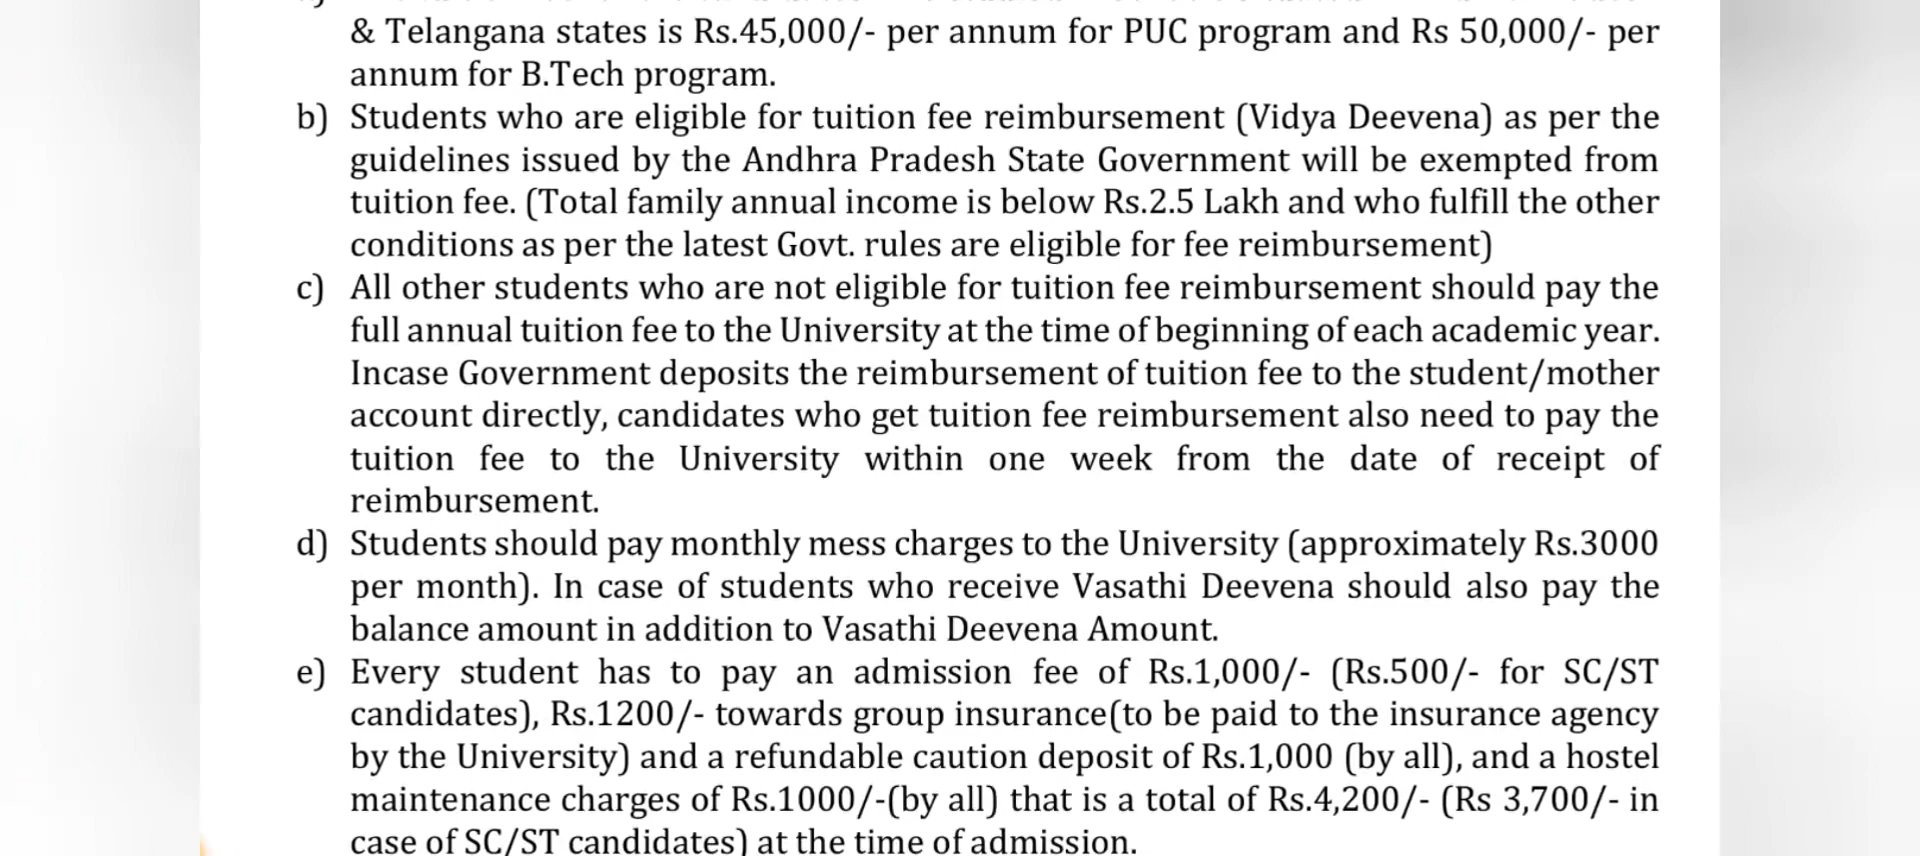 & Telangana states is Rs.45,000/- per annum for PUC program and Rs 50,000/- per
annum for B.Tech program.
b) Students who are eligible for tuition fee reimbursement (Vidya Deevena) as per the
guidelines issued by the Andhra Pradesh State Government will be exempted from
tuition fee. (Total family annual income is below Rs.2.5 Lakh and who fulfill the other
conditions as per the latest Govt. rules are eligible for fee reimbursement)
c) All other students who are not eligible for tuition fee reimbursement should pay the
full annual tuition fee to the University at the time of beginning of each academic year.
Incase Government deposits the reimbursement of tuition fee to the student/mother
account directly, candidates who get tuition fee reimbursement also need to pay the
tuition fee to the University within one week from the date of receipt of
reimbursement.
d) Students should pay monthly mess charges to the University (approximately Rs.3000
per month). In case of students who receive Vasathi Deevena should also pay the
balance amount in addition to Vasathi Deevena Amount.
e) Every student has to pay an admission fee of Rs.1,000/- (Rs.500/- for SC/ST
candidates), Rs.1200/- towards group insurance(to be paid to the insurance agency
by the University) and a refundable caution deposit of Rs.1,000 (by all), and a hostel
maintenance charges of Rs.1000/-(by all) that is a total of Rs.4,200/- (Rs 3,700/- in
case of SC/ST candidates) at the time of admission.